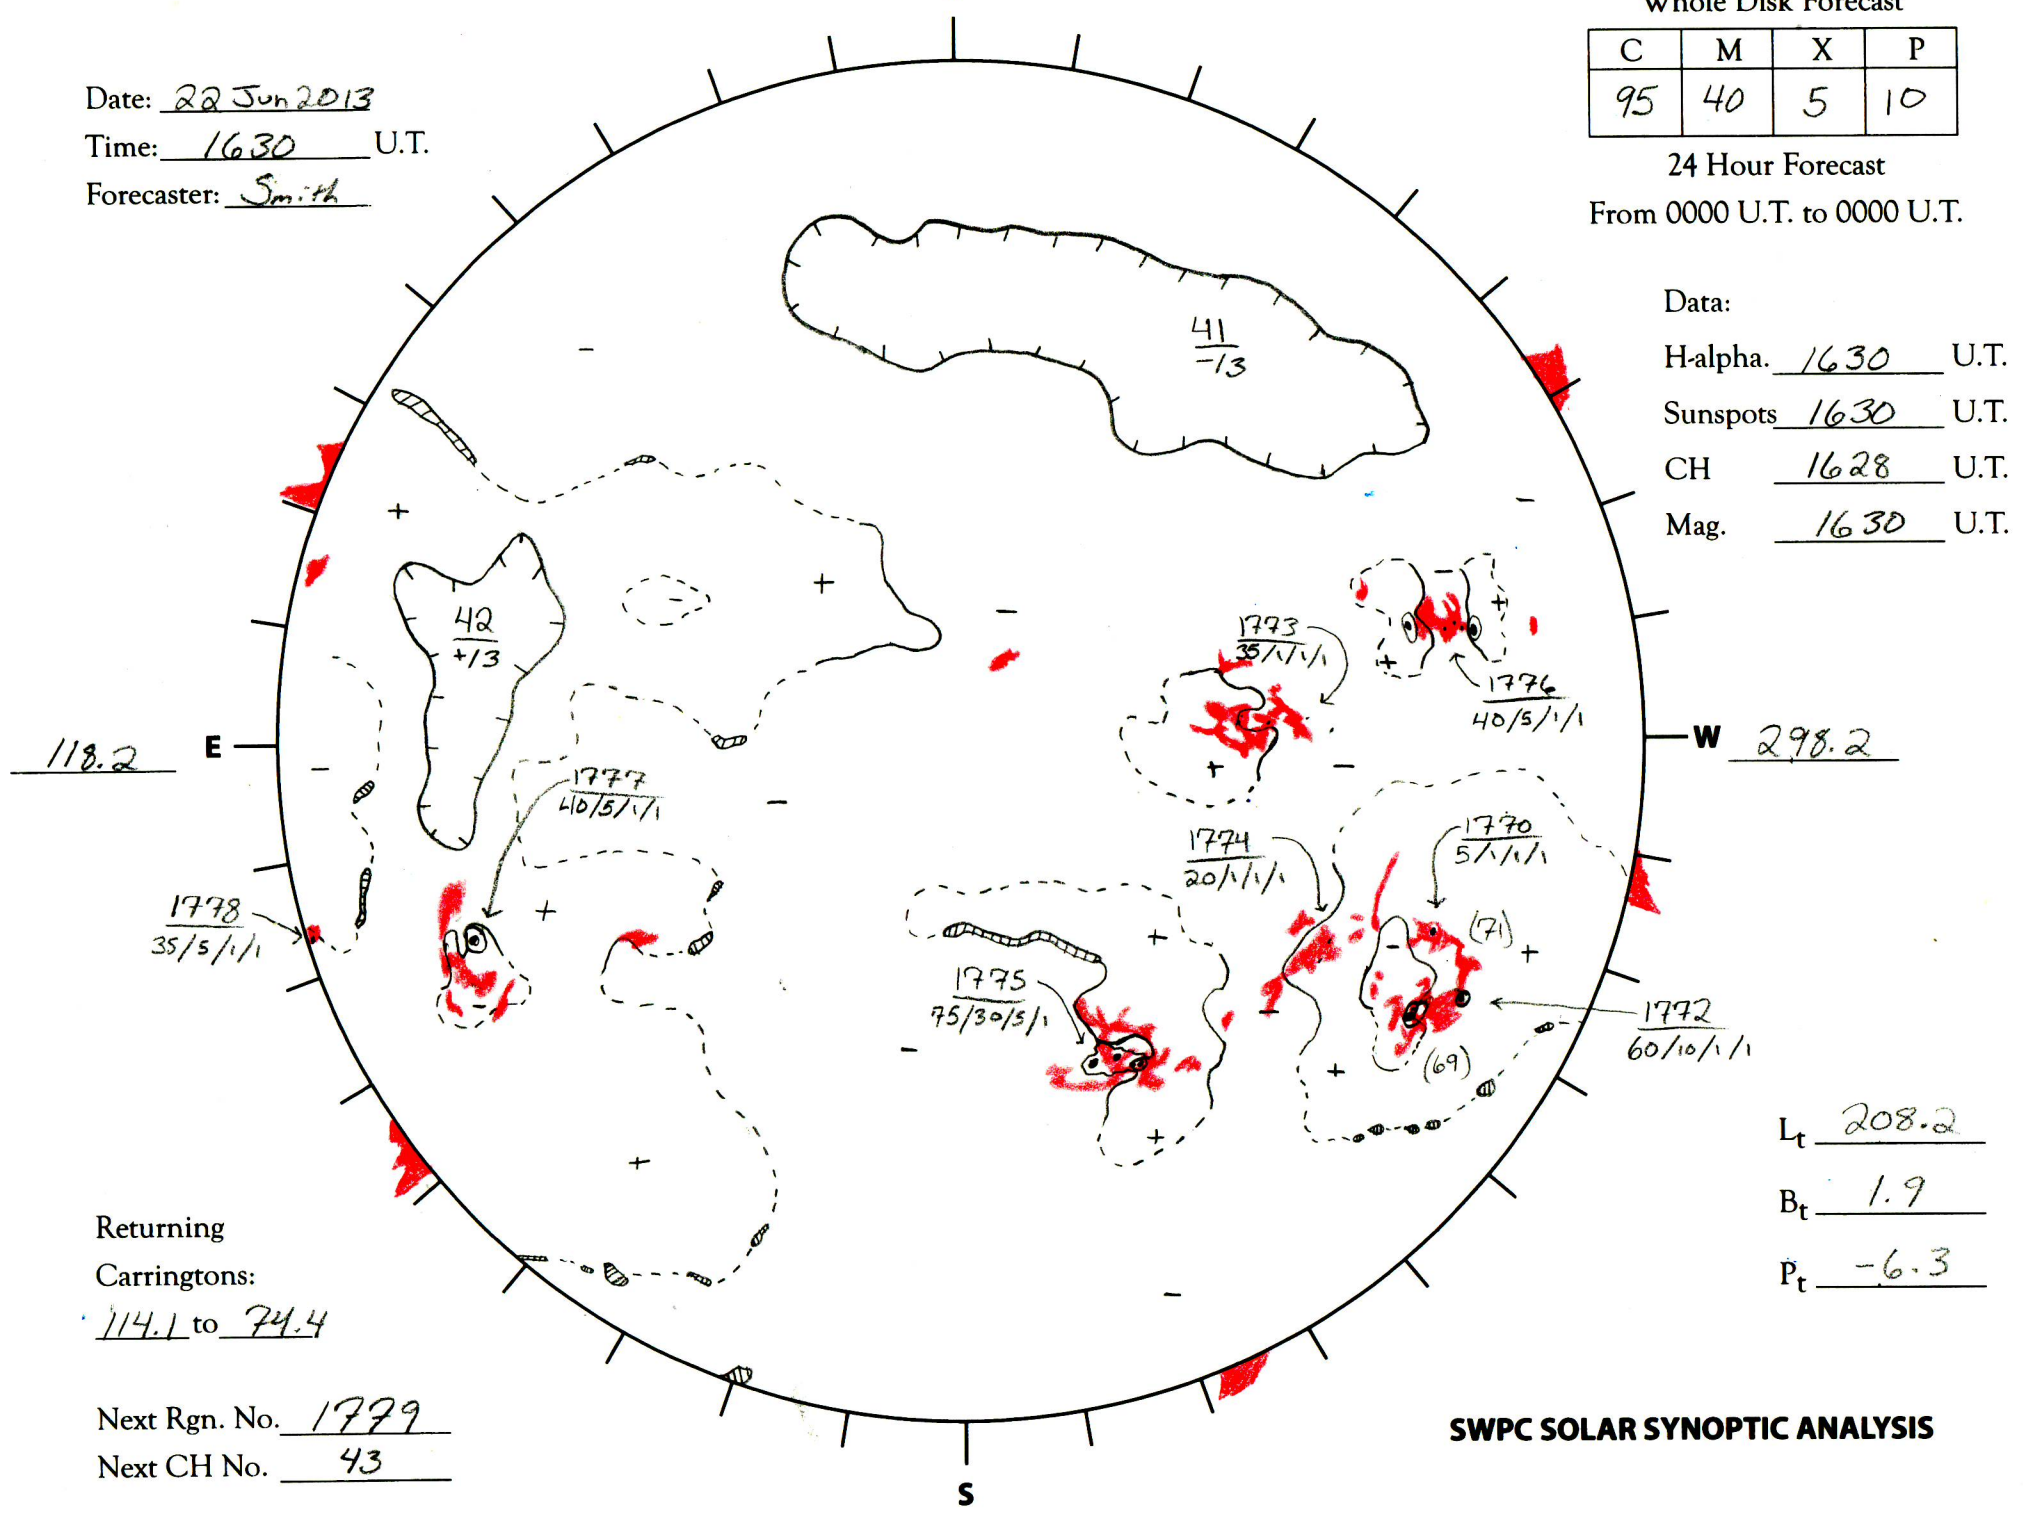 Whole Disk Forecast
C M X P
95 40 5 10
24 Hour Forecast
From 0000 U.T. to 0000 U.T.
Date: 22 Jun 2013
Time: 1630 U.T.
Forecaster: Smith
Data:
H-alpha. 1630 U.T.
Sunspots 1630 U.T.
CH 1628 U.T.
Mag. 1630 U.T.
41
-13
42
+13
1773
35/1/1/1
1776
40/5/1/1
118.2 E
W 298.2
1777
40/5/1/1
1774
20/1/1/1
1770
5/1/1/1
1778
35/5/1/1
(71)
1775
75/30/5/1
1772
60/10/1/1
(69)
Lt 208.2
Bt 1.9
Pt -6.3
Returning
Carringtons:
114.1 to 74.4
Next Rgn. No. 1779
Next CH No. 43
SWPC SOLAR SYNOPTIC ANALYSIS
S